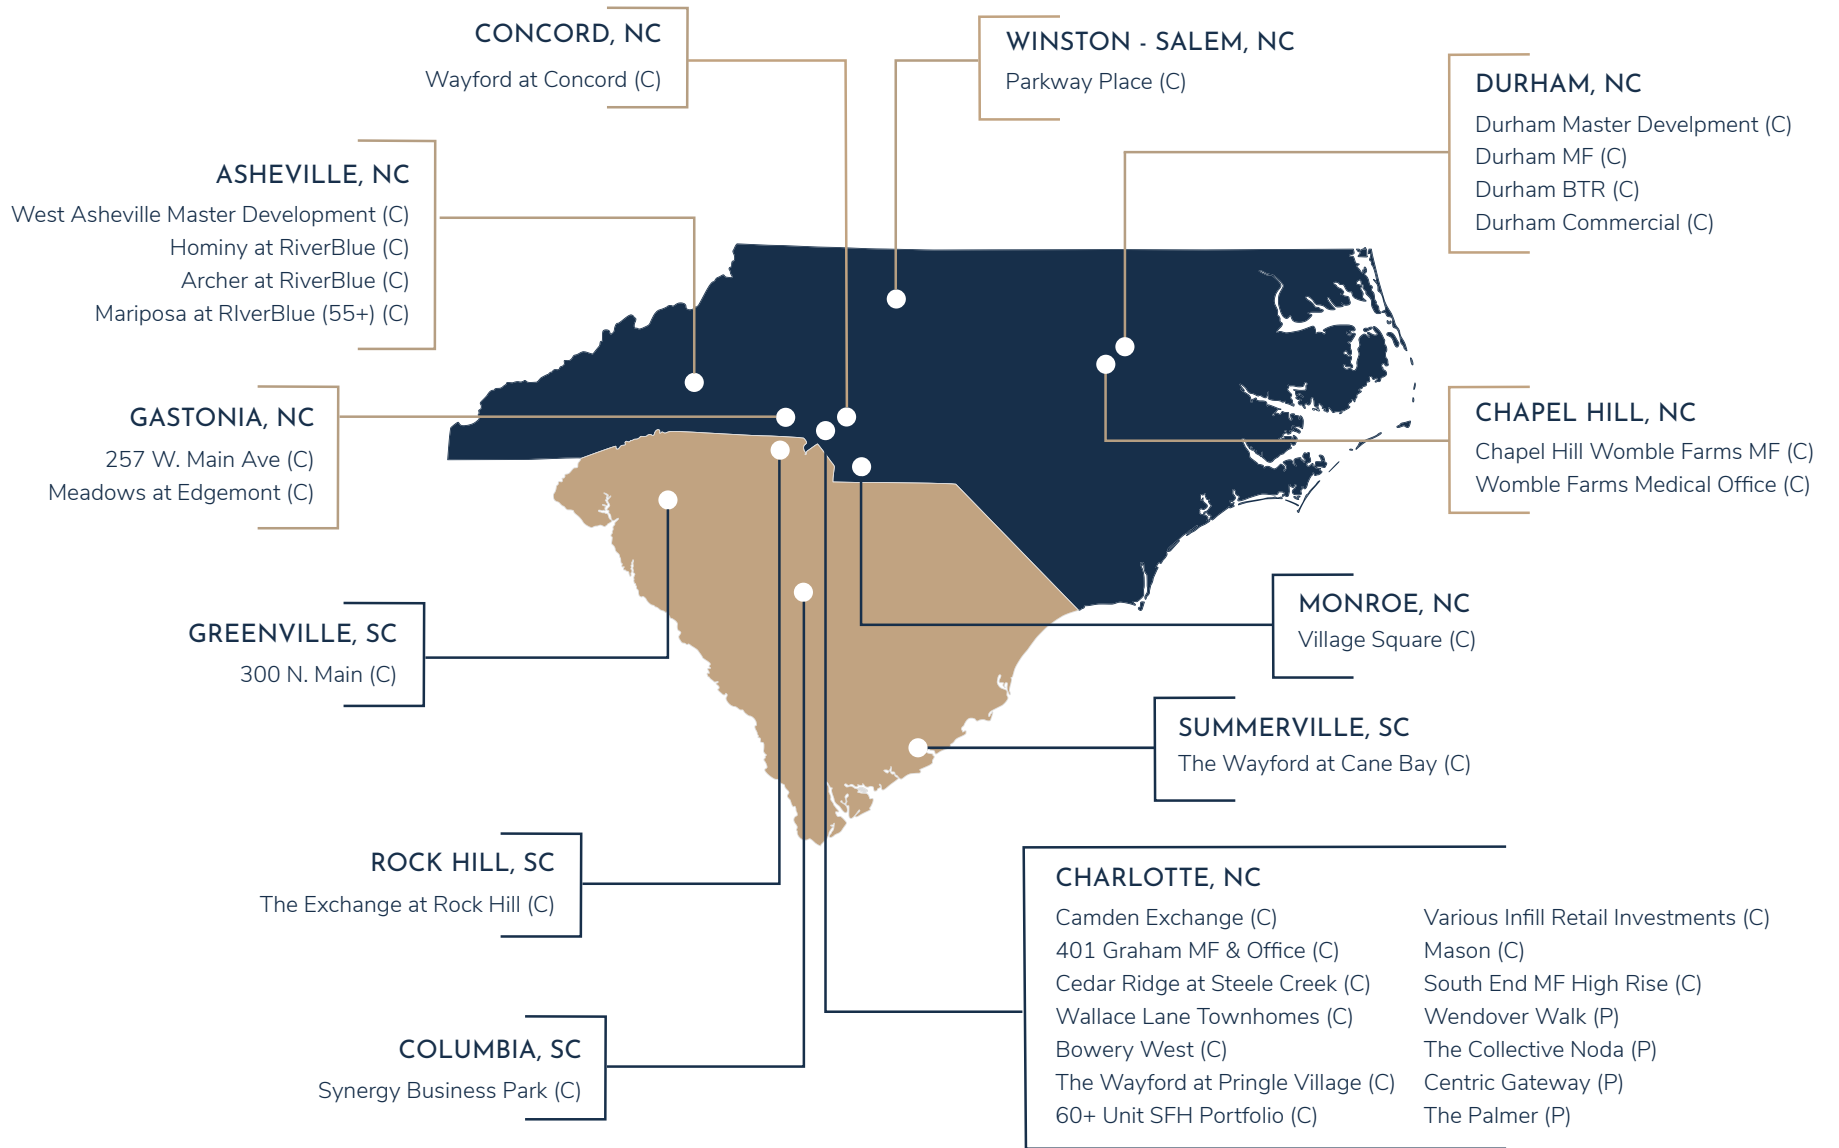 CONCORD, NC
Wayford at Concord (C)
WINSTON - SALEM, NC
Parkway Place (C)
DURHAM, NC
Durham Master Develpment (C)
Durham MF (C)
Durham BTR (C)
Durham Commercial (C)
ASHEVILLE, NC
West Asheville Master Development (C)
Hominy at RiverBlue (C)
Archer at RiverBlue (C)
Mariposa at RIverBlue (55+) (C)
GASTONIA, NC
257 W. Main Ave (C)
Meadows at Edgemont (C)
CHAPEL HILL, NC
Chapel Hill Womble Farms MF (C)
Womble Farms Medical Office (C)
GREENVILLE, SC
300 N. Main (C)
MONROE, NC
Village Square (C)
SUMMERVILLE, SC
The Wayford at Cane Bay (C)
ROCK HILL, SC
The Exchange at Rock Hill (C)
COLUMBIA, SC
Synergy Business Park (C)
CHARLOTTE, NC
Camden Exchange (C)
401 Graham MF & Office (C)
Cedar Ridge at Steele Creek (C)
Wallace Lane Townhomes (C)
Bowery West (C)
The Wayford at Pringle Village (C)
60+ Unit SFH Portfolio (C)
Various Infill Retail Investments (C)
Mason (C)
South End MF High Rise (C)
Wendover Walk (P)
The Collective Noda (P)
Centric Gateway (P)
The Palmer (P)